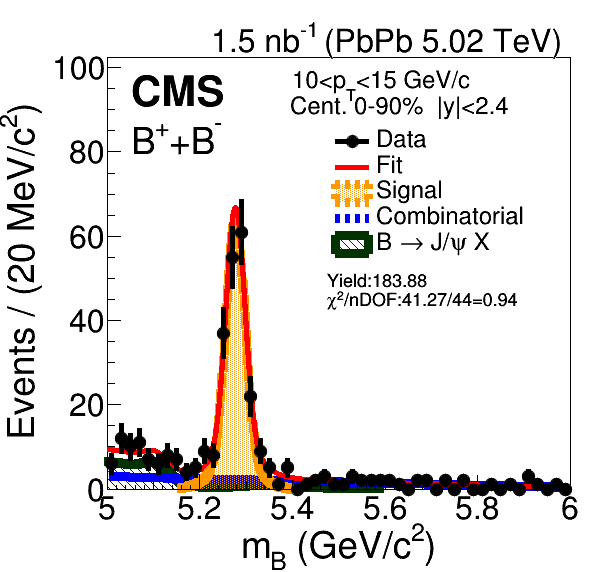 1.5 nb⁻¹ (PbPb 5.02 TeV)
CMS
B⁺+B⁻
10<p_T<15 GeV/c
Cent. 0-90% |y|<2.4
Data
Fit
Signal
Combinatorial
B → J/ψ X
Yield:183.88
χ²/nDOF:41.27/44=0.94
Events / (20 MeV/c²)
100
80
60
40
20
0
5
5.2
5.4
5.6
5.8
6
m_B (GeV/c²)